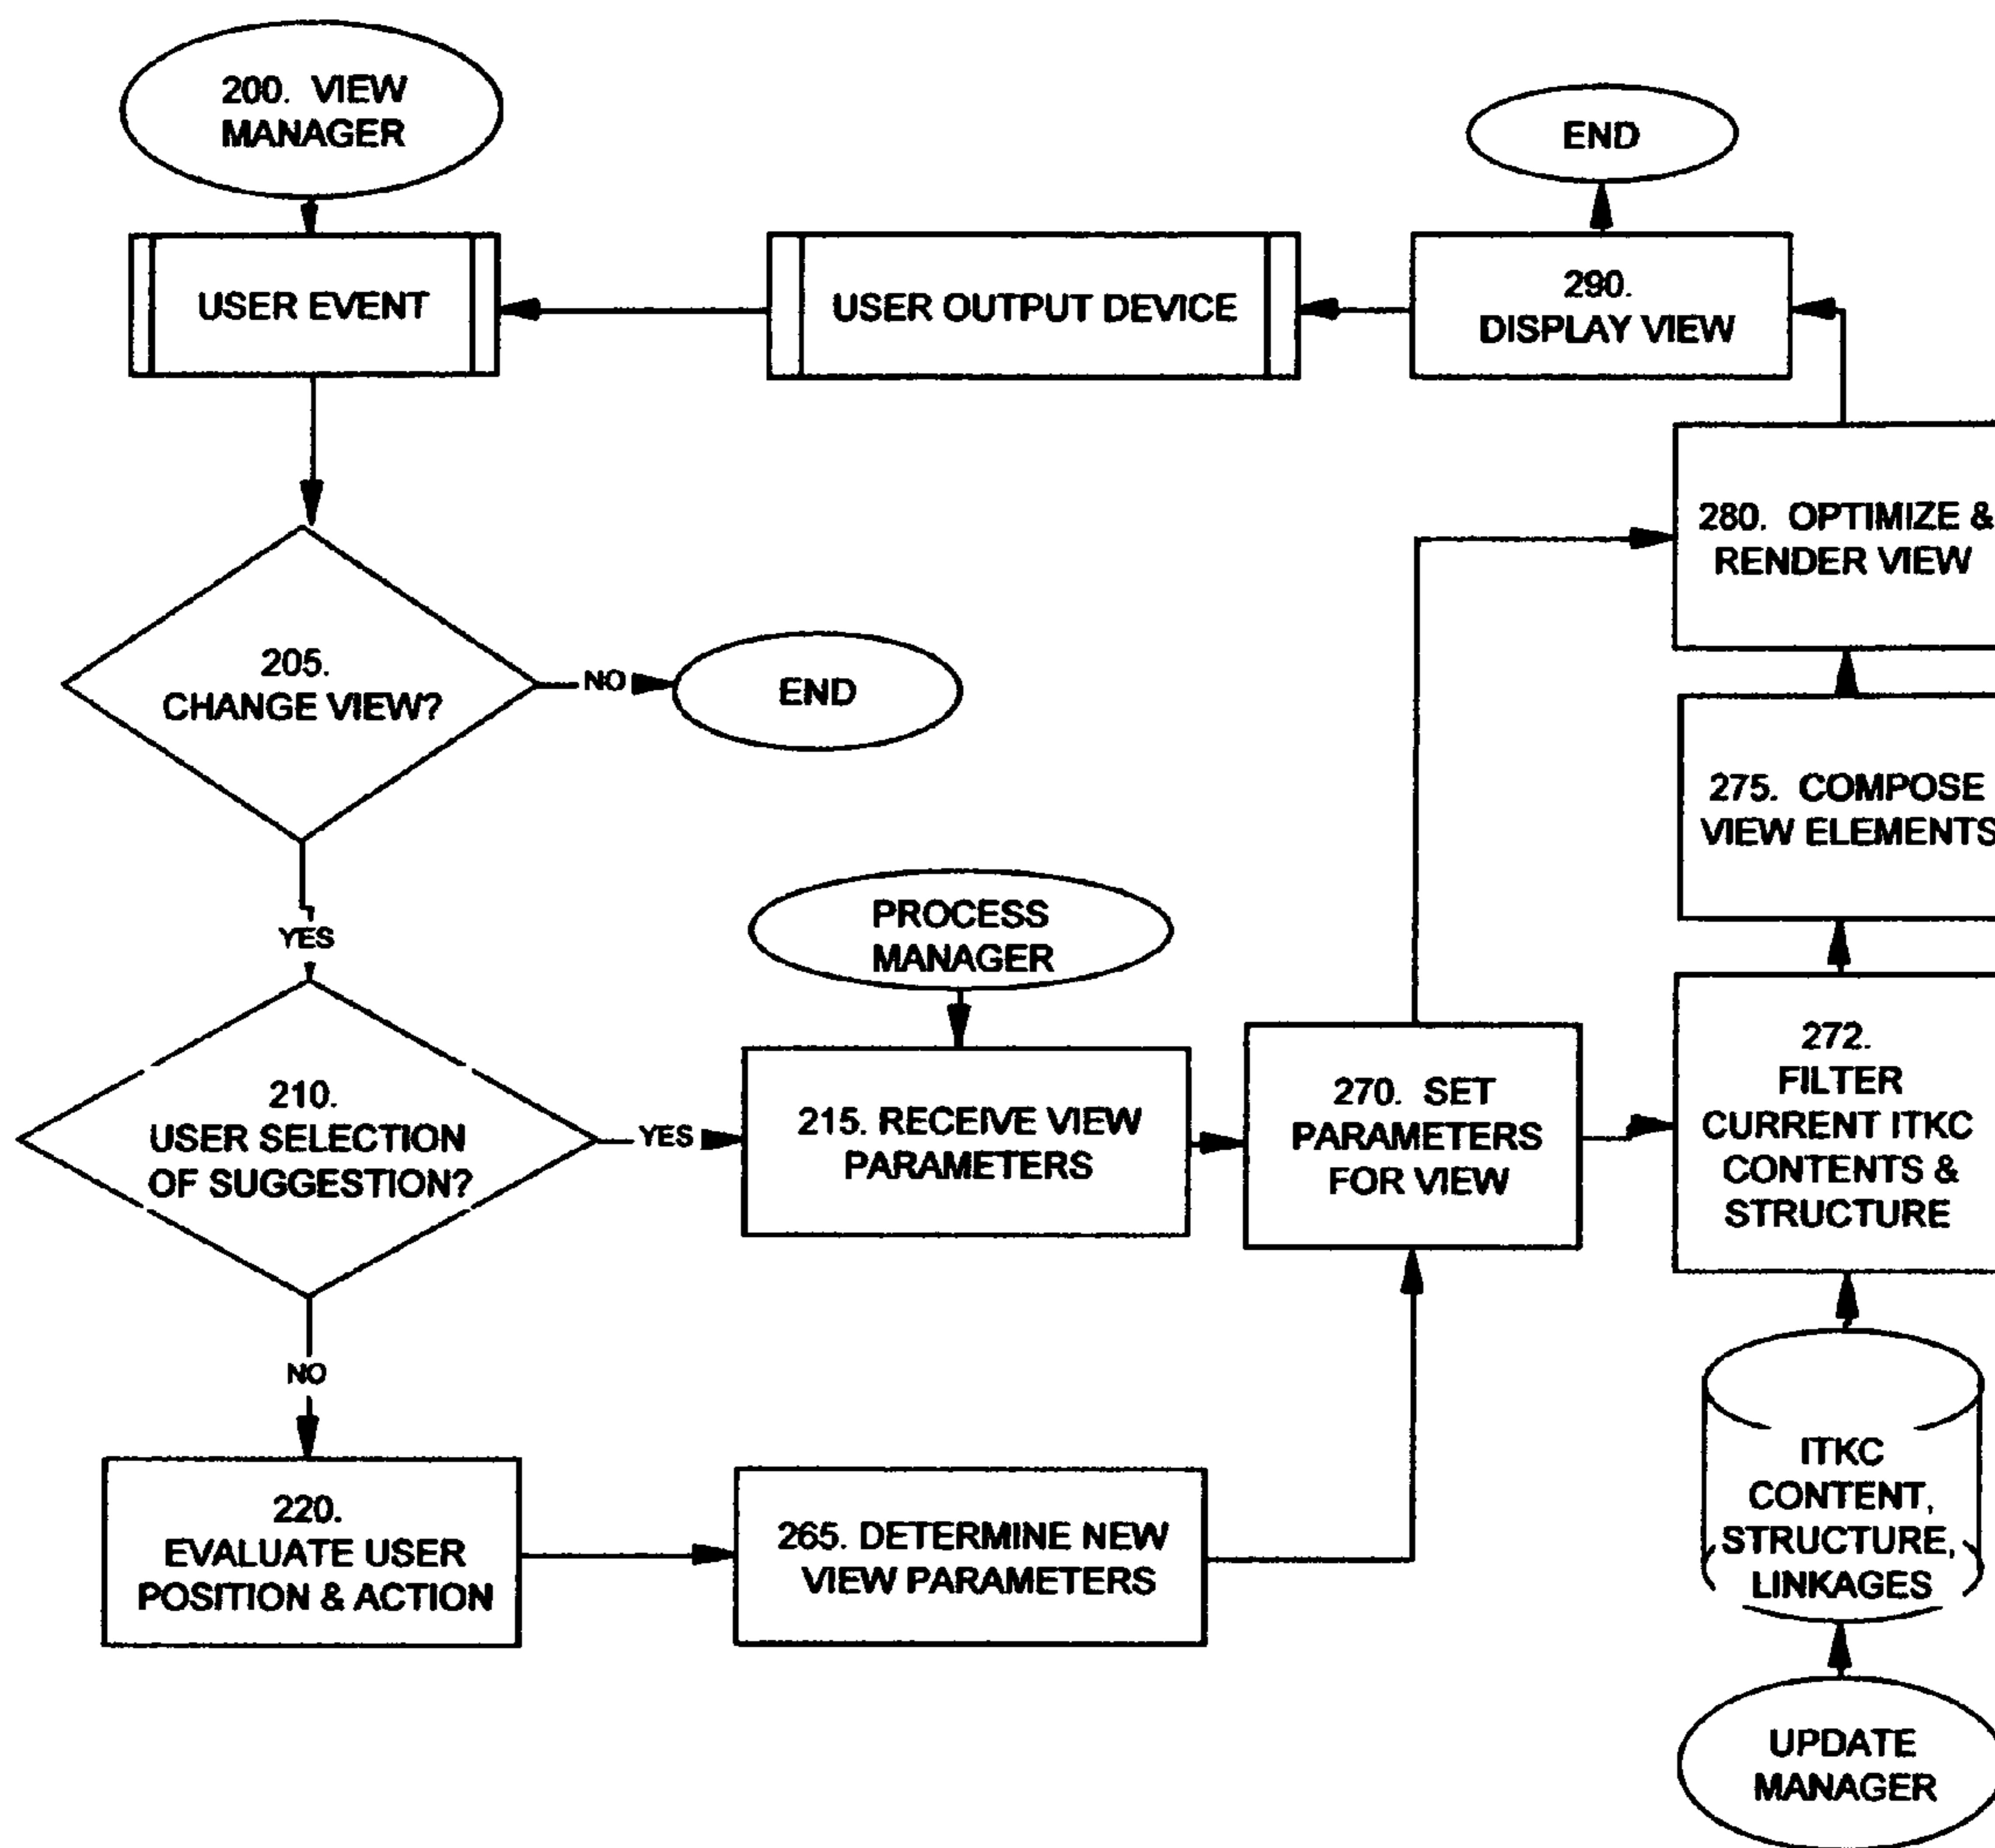 200. VIEW
MANAGER
END
USER EVENT
USER OUTPUT DEVICE
290.
DISPLAY VIEW
280. OPTIMIZE &
RENDER VIEW
205.
CHANGE VIEW?
NO
END
275. COMPOSE
VIEW ELEMENTS
YES
PROCESS
MANAGER
210.
USER SELECTION
OF SUGGESTION?
YES
215. RECEIVE VIEW
PARAMETERS
270. SET
PARAMETERS
FOR VIEW
272.
FILTER
CURRENT ITKC
CONTENTS &
STRUCTURE
NO
220.
EVALUATE USER
POSITION & ACTION
265. DETERMINE NEW
VIEW PARAMETERS
ITKC
CONTENT,
STRUCTURE,
LINKAGES
UPDATE
MANAGER